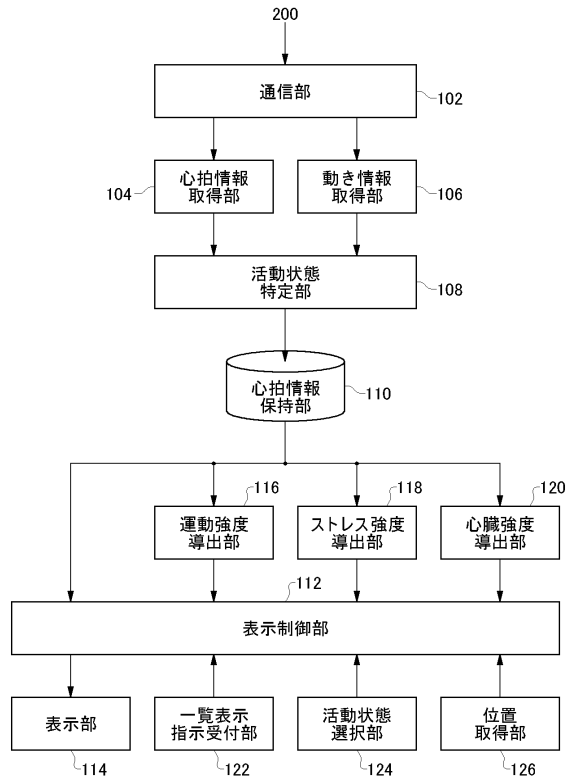 200
通信部
102
心拍情報
取得部
104
動き情報
取得部
106
活動状態
特定部
108
心拍情報
保持部
110
運動強度
導出部
116
ストレス強度
導出部
118
心臓強度
導出部
120
112
表示制御部
表示部
114
一覧表示
指示受付部
122
活動状態
選択部
124
位置
取得部
126